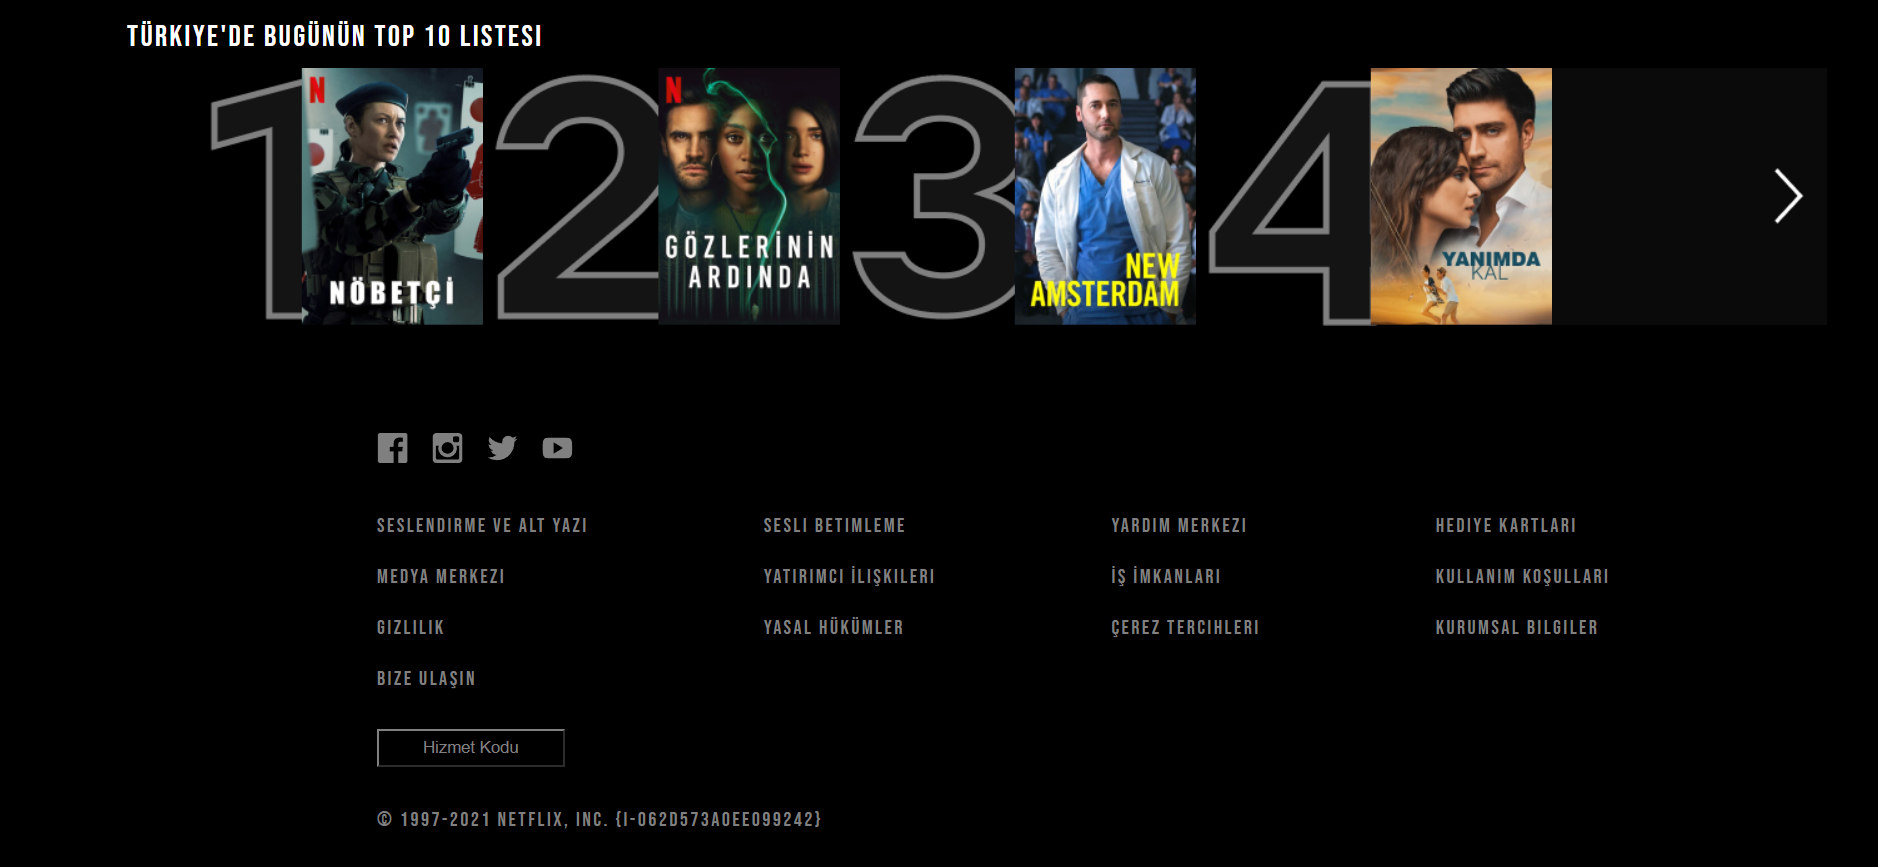 TÜRKIYE'DE BUGÜNÜN TOP 10 LISTESI
1 2 3 4
N
NÖBETÇİ
N
GÖZLERİNİN
ARDINDA
NEW
AMSTERDAM
YANIMDA
KAL
SESLENDIRME VE ALT YAZI SESLI BETIMLEME YARDIM MERKEZI HEDIYE KARTLARI
MEDYA MERKEZI YATIRIMCI İLIŞKILERI İŞ İMKANLARI KULLANIM KOŞULLARI
GIZLILIK YASAL HÜKÜMLER ÇEREZ TERCIHLERI KURUMSAL BILGILER
BIZE ULAŞIN
Hizmet Kodu
© 1997-2021 NETFLIX, INC. {I-062D573A0EE099242}